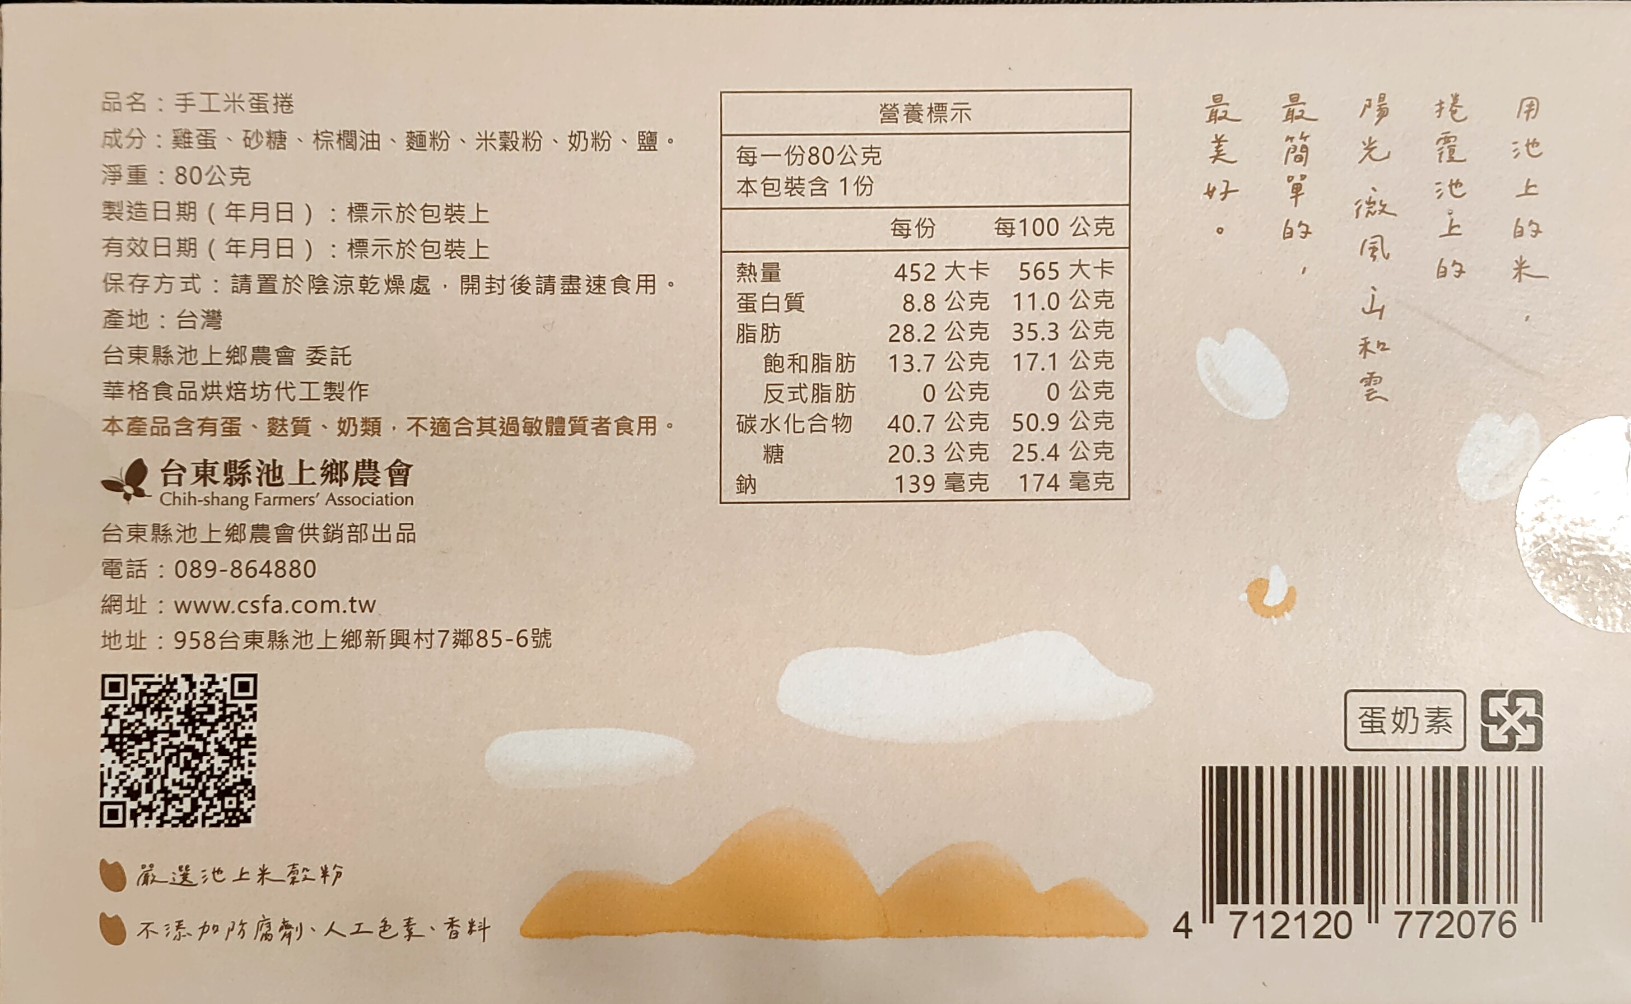 品名：手工米蛋捲
成分：雞蛋、砂糖、棕櫚油、麵粉、米穀粉、奶粉、鹽。
淨重：80公克
製造日期（年月日）：標示於包裝上
有效日期（年月日）：標示於包裝上
保存方式：請置於陰涼乾燥處，開封後請盡速食用。
產地：台灣
台東縣池上鄉農會 委託
華格食品烘焙坊代工製作
本產品含有蛋、麩質、奶類，不適合其過敏體質者食用。
台東縣池上鄉農會
Chih-shang Farmers' Association
台東縣池上鄉農會供銷部出品
電話：089-864880
網址：www.csfa.com.tw
地址：958台東縣池上鄉新興村7鄰85-6號
嚴選池上米穀粉
不添加防腐劑、人工色素、香料
營養標示
每一份80公克
本包裝含 1份
每份 每100 公克
熱量 452 大卡 565 大卡
蛋白質 8.8 公克 11.0 公克
脂肪 28.2 公克 35.3 公克
飽和脂肪 13.7 公克 17.1 公克
反式脂肪 0 公克 0 公克
碳水化合物 40.7 公克 50.9 公克
糖 20.3 公克 25.4 公克
鈉 139 毫克 174 毫克
用池上的米，
捲覆池上的
陽光 微風 山和雲
最簡單的，
最美好。
蛋奶素
4 712120 772076